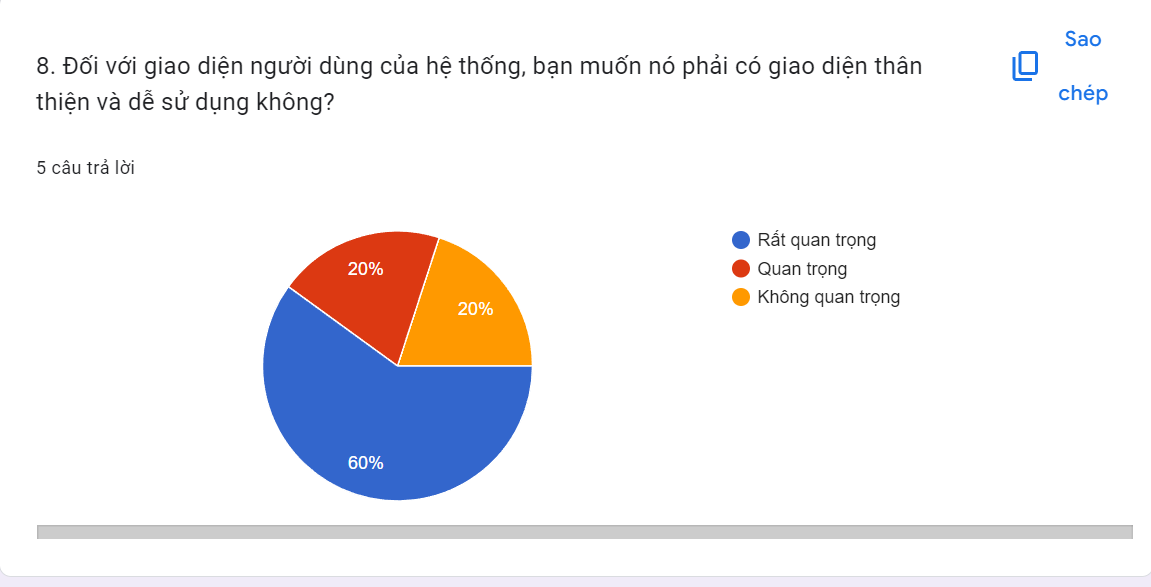 8. Đối với giao diện người dùng của hệ thống, bạn muốn nó phải có giao diện thân
thiện và dễ sử dụng không?
Sao
chép
5 câu trả lời
20%
20%
60%
Rất quan trọng
Quan trọng
Không quan trọng